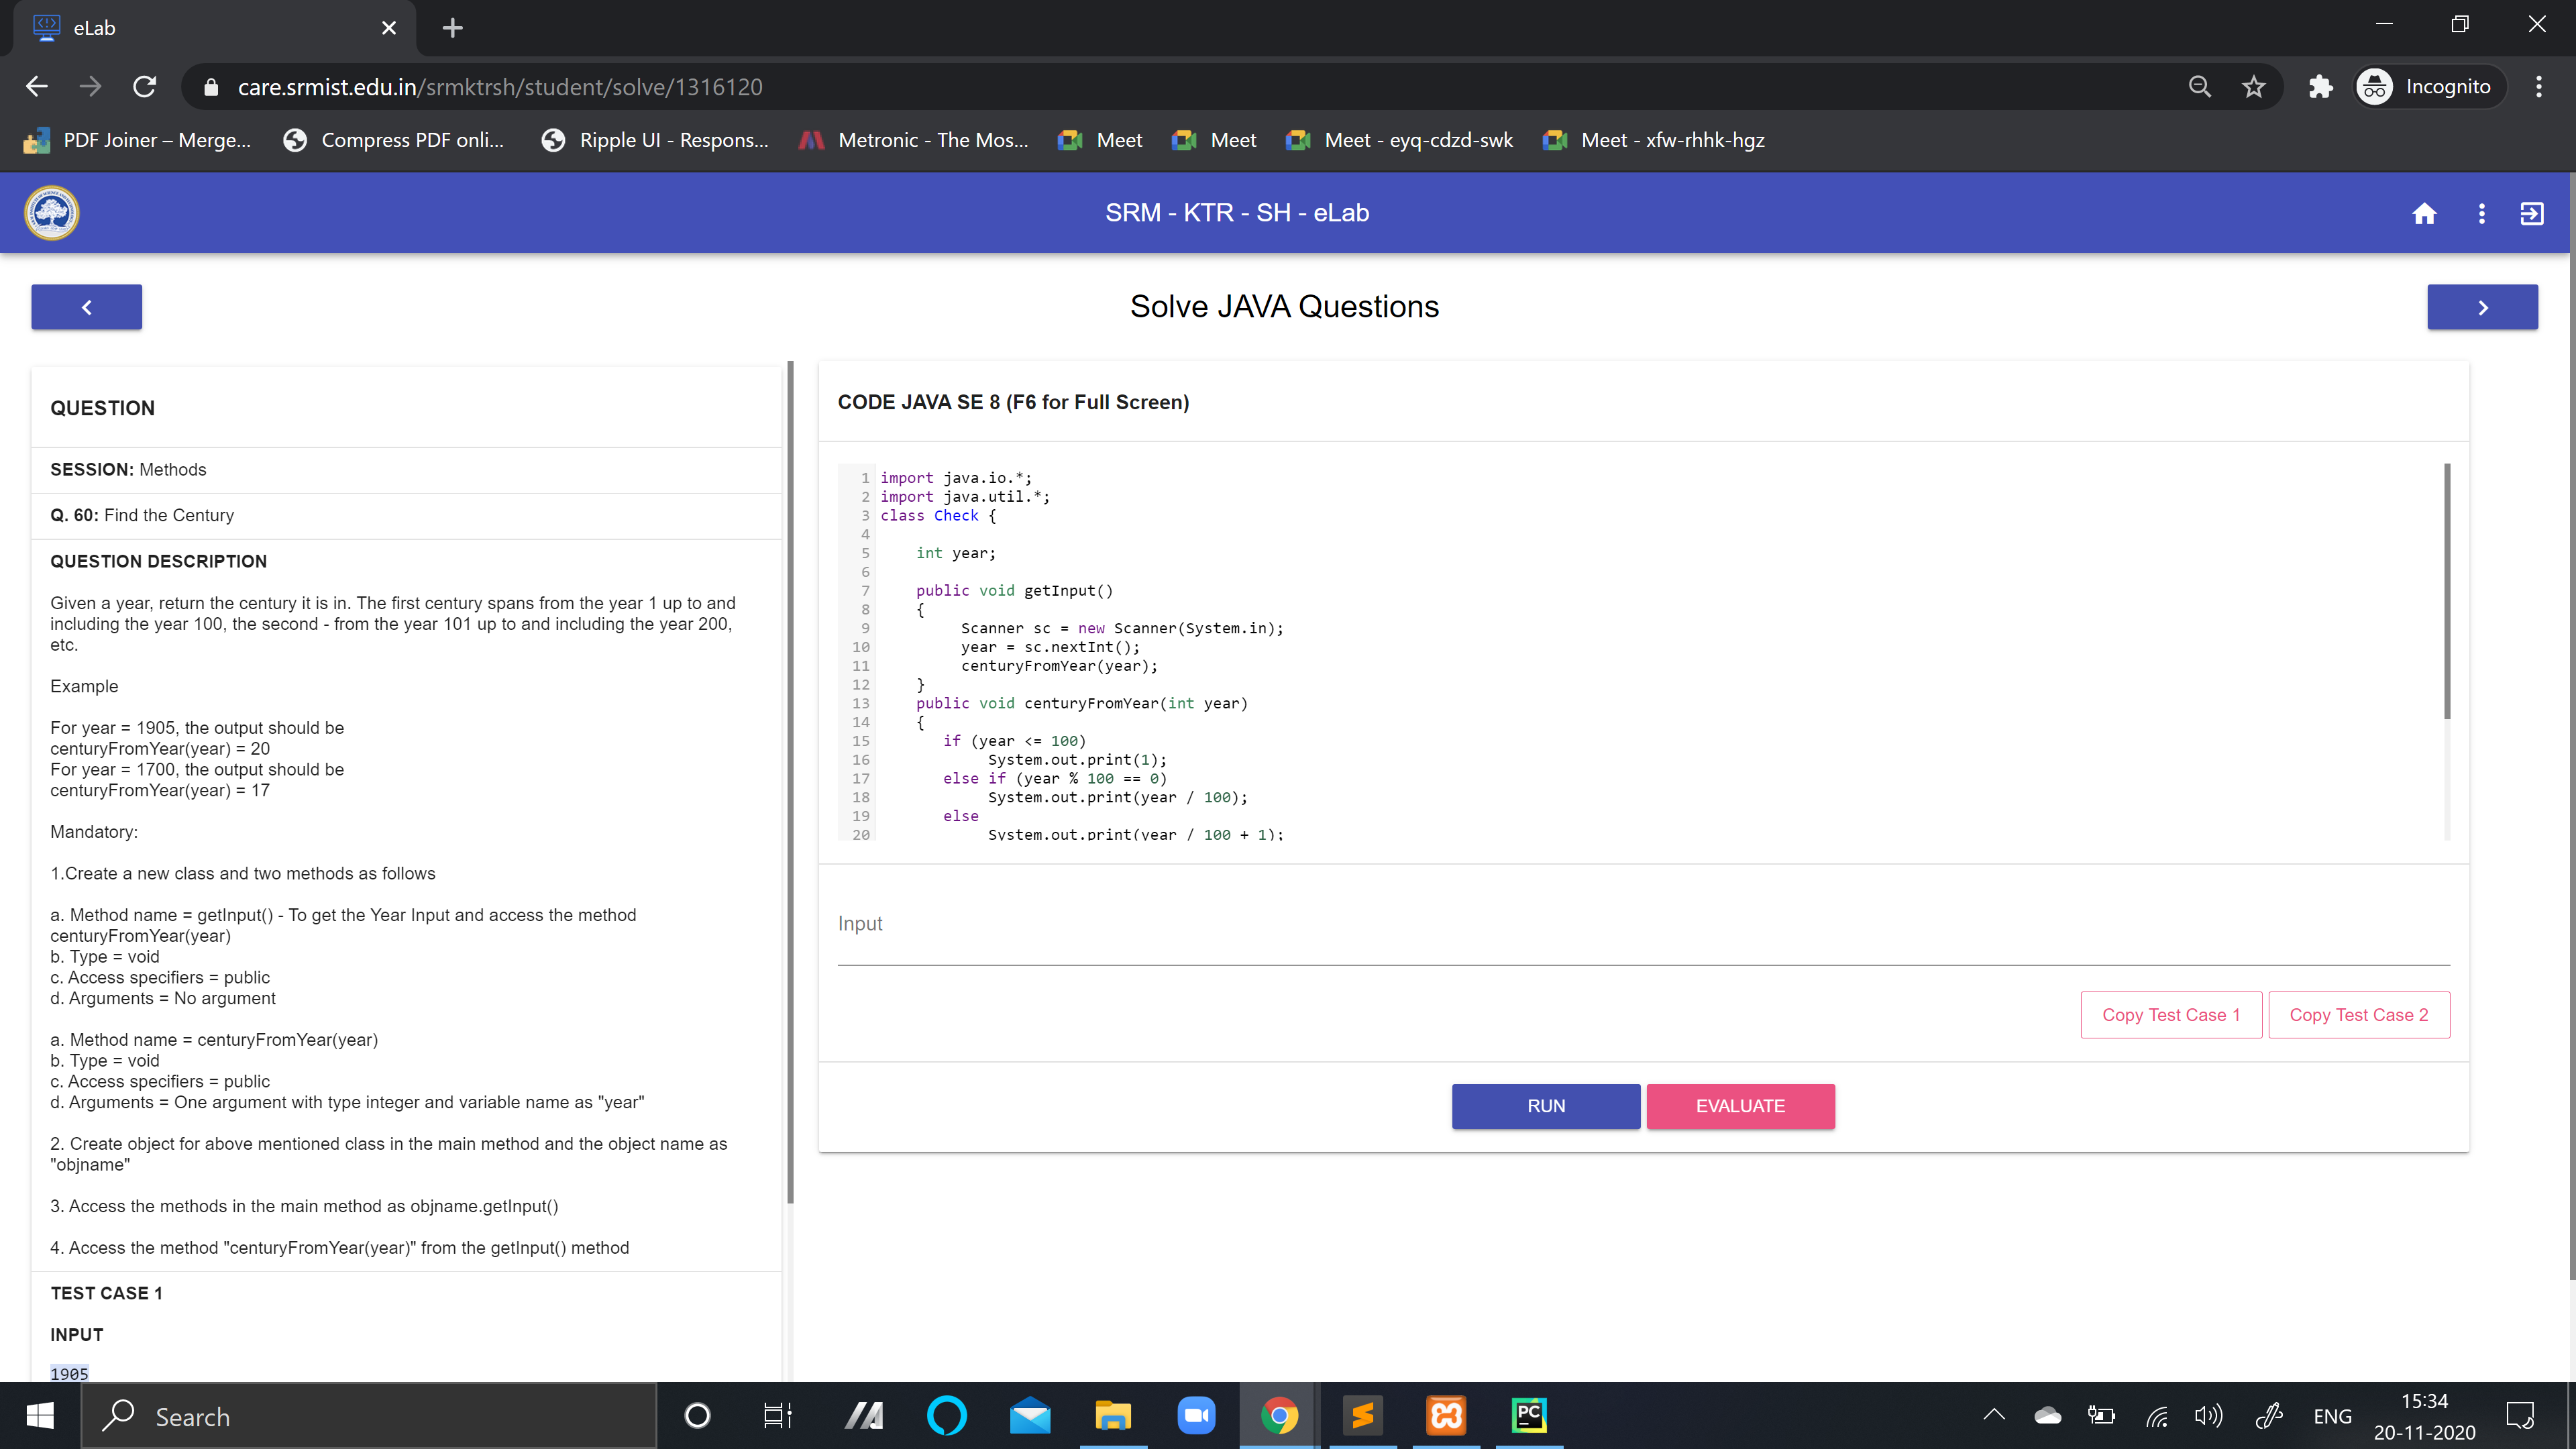 eLab
care.srmist.edu.in/srmktrsh/student/solve/1316120
Incognito
PDF Joiner – Merge...
Compress PDF onli...
Ripple UI - Respons...
Metronic - The Mos...
Meet
Meet
Meet - eyq-cdzd-swk
Meet - xfw-rhhk-hgz
SRM - KTR - SH - eLab
Solve JAVA Questions
QUESTION
SESSION: Methods
Q. 60: Find the Century
QUESTION DESCRIPTION
Given a year, return the century it is in. The first century spans from the year 1 up to and
including the year 100, the second - from the year 101 up to and including the year 200,
etc.
Example
For year = 1905, the output should be
centuryFromYear(year) = 20
For year = 1700, the output should be
centuryFromYear(year) = 17
Mandatory:
1.Create a new class and two methods as follows
a. Method name = getInput() - To get the Year Input and access the method
centuryFromYear(year)
b. Type = void
c. Access specifiers = public
d. Arguments = No argument
a. Method name = centuryFromYear(year)
b. Type = void
c. Access specifiers = public
d. Arguments = One argument with type integer and variable name as "year"
2. Create object for above mentioned class in the main method and the object name as
"objname"
3. Access the methods in the main method as objname.getInput()
4. Access the method "centuryFromYear(year)" from the getInput() method
TEST CASE 1
INPUT
1905
CODE JAVA SE 8 (F6 for Full Screen)
1 import java.io.*;
2 import java.util.*;
3 class Check {
4
5 int year;
6
7 public void getInput()
8 {
9 Scanner sc = new Scanner(System.in);
10 year = sc.nextInt();
11 centuryFromYear(year);
12 }
13 public void centuryFromYear(int year)
14 {
15 if (year <= 100)
16 System.out.print(1);
17 else if (year % 100 == 0)
18 System.out.print(year / 100);
19 else
20 System.out.print(year / 100 + 1);
Input
Copy Test Case 1
Copy Test Case 2
RUN
EVALUATE
Search
PC
ENG
15:34
20-11-2020